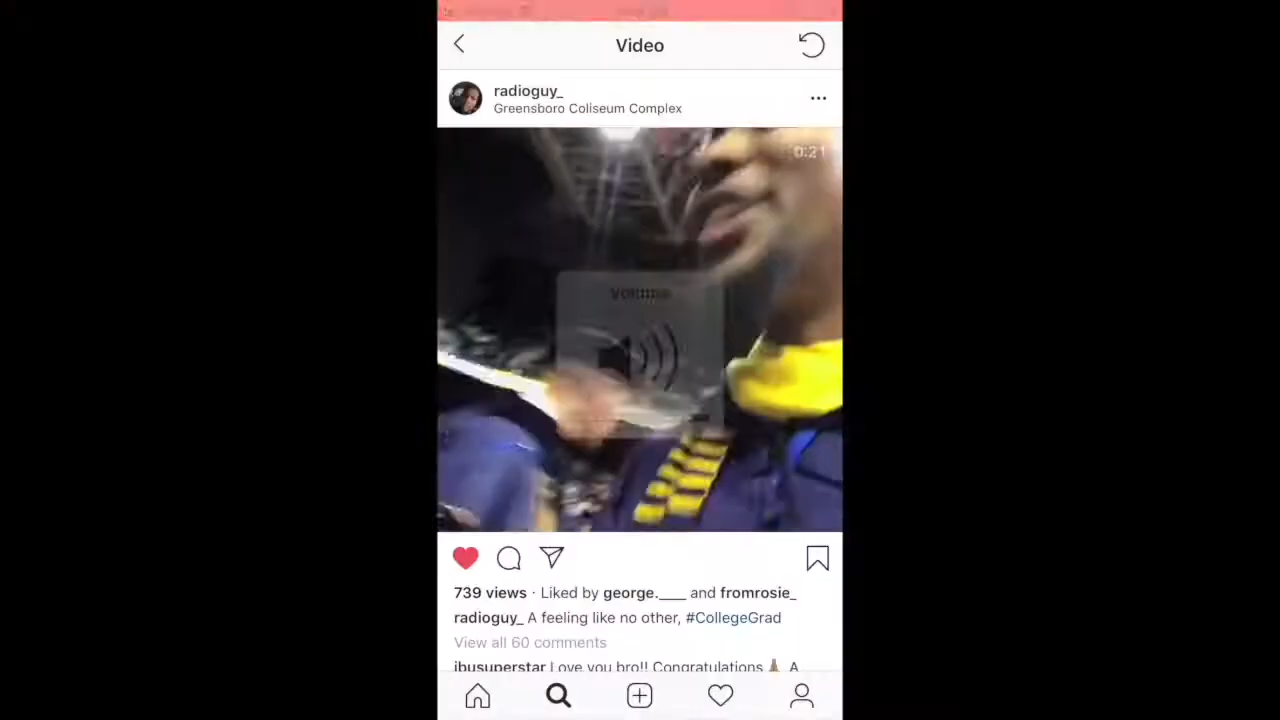 Video
radioguy_
Greensboro Coliseum Complex
0:21
Volume
739 views · Liked by george.____ and fromrosie_
radioguy_ A feeling like no other, #CollegeGrad
View all 60 comments
ibusuperstar Love you bro!! Congratulations 🙏🏽 A